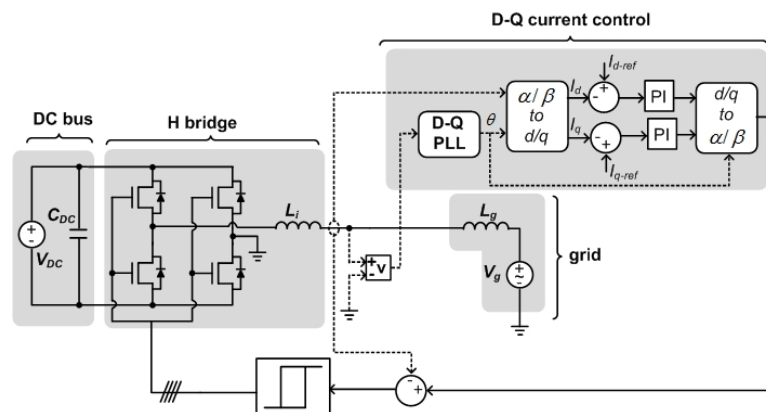 D-Q current control
I_d-ref
DC bus
H bridge
α/β
to
d/q
I_d
I_q
-
+
-
+
PI
PI
d/q
to
α/β
D-Q
PLL
θ
I_q-ref
C_DC
+
-
V_DC
L_i
L_g
+
-
v
V_g
+
~
-
grid
-
+